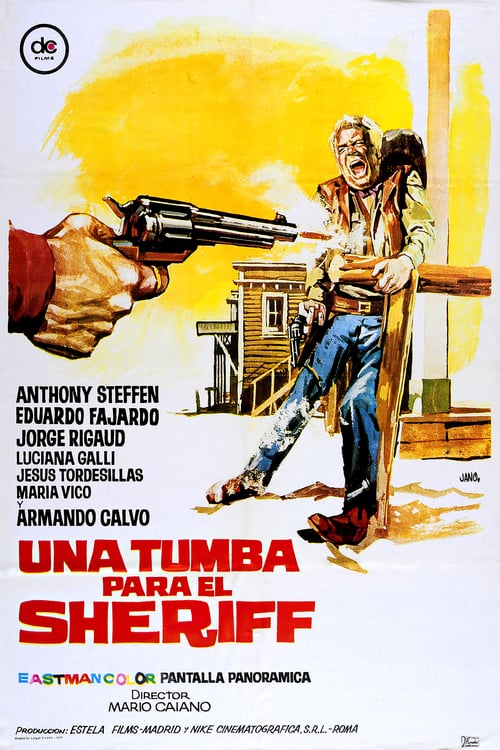 dc
FILMS
JANO,
ANTHONY STEFFEN
EDUARDO FAJARDO
JORGE RIGAUD
LUCIANA GALLI
JESUS TORDESILLAS
MARIA VICO
Y
ARMANDO CALVO
UNA TUMBA
PARA EL
SHERIFF
EASTMANCOLOR PANTALLA PANORAMICA
DIRECTOR
MARIO CAIANO
PRODUCCION: ESTELA FILMS-MADRID Y NIKE CINEMATOGRAFICA, S.R.L.-ROMA